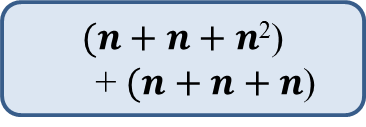 (n + n + n²)
+ (n + n + n)